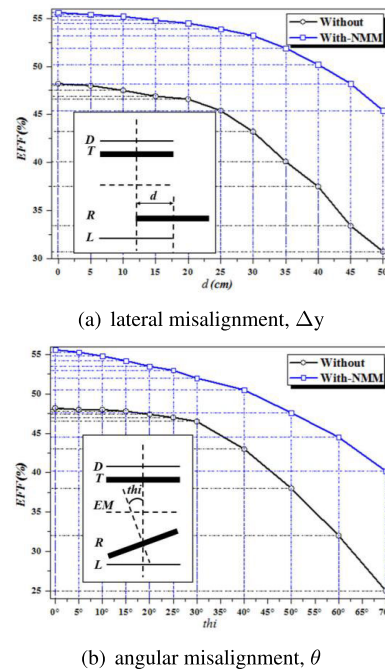 Without
With-NMM
EFF(%)
55
50
45
40
35
30
D
T
d
R
L
0 5 10 15 20 25 30 35 40 45 50
d (cm)
(a) lateral misalignment, Δy
Without
With-NMM
EFF(%)
55
50
45
40
35
30
25
D
T
thi
EM
R
L
0° 5° 10° 15° 20° 25° 30° 35° 40° 45° 50° 55° 60° 65° 70°
thi
(b) angular misalignment, θ